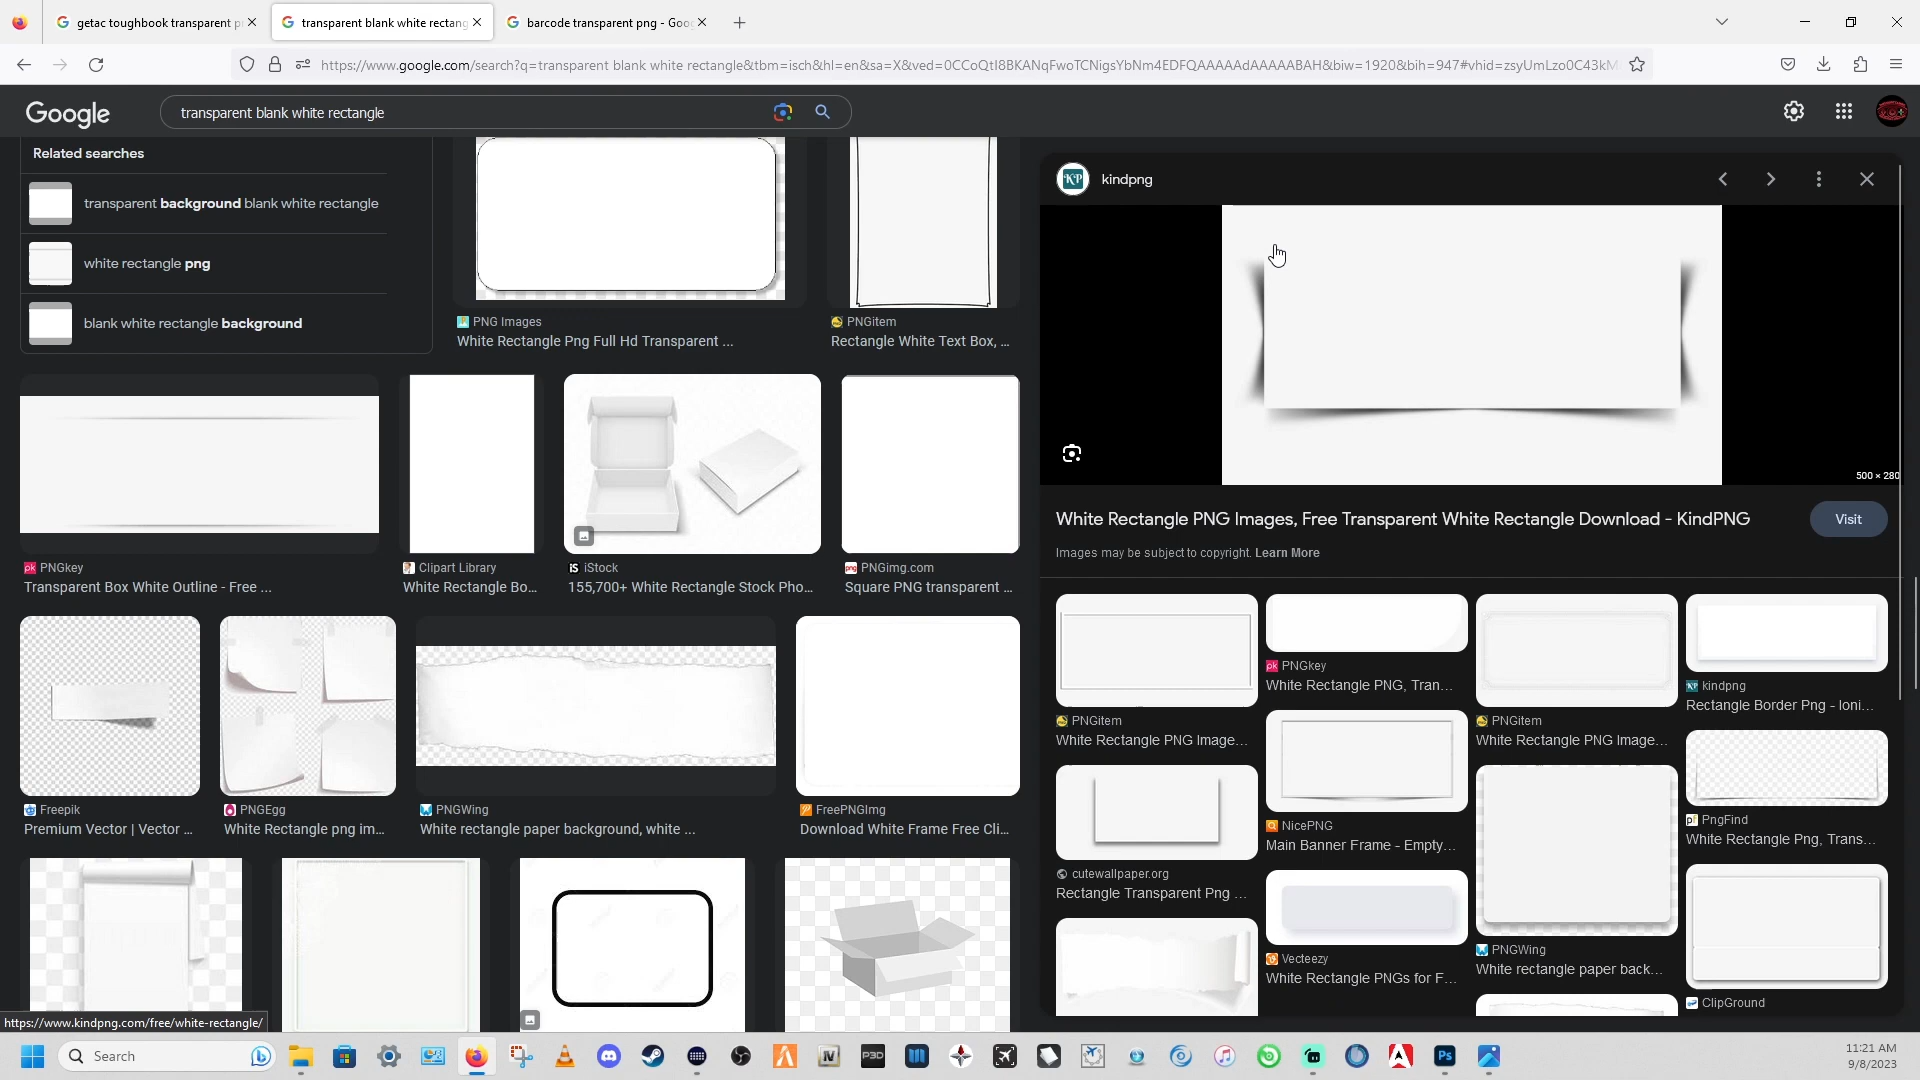 getac toughbook transparent p
transparent blank white rectang
barcode transparent png - Goo
https://www.google.com/search?q=transparent blank white rectangle&tbm=isch&hl=en&sa=X&ved=0CCoQtI8BKANqFwoTCNigsYbNm4EDFQAAAAAdAAAAABAH&biw=1920&bih=947#vhid=zsyUmLzo0C43kM
Google
transparent blank white rectangle
Related searches
transparent background blank white rectangle
white rectangle png
blank white rectangle background
PNG Images
White Rectangle Png Full Hd Transparent ...
PNGitem
Rectangle White Text Box, ...
PNGkey
Transparent Box White Outline - Free ...
Clipart Library
White Rectangle Bo...
iS iStock
155,700+ White Rectangle Stock Pho...
PNGimg.com
Square PNG transparent ...
Freepik
Premium Vector | Vector ...
PNGEgg
White Rectangle png im...
PNGWing
White rectangle paper background, white ...
FreePNGImg
Download White Frame Free Cli...
KP kindpng
500 × 280
White Rectangle PNG Images, Free Transparent White Rectangle Download - KindPNG
Visit
Images may be subject to copyright. Learn More
PNGitem
White Rectangle PNG Image...
PNGkey
White Rectangle PNG, Tran...
PNGitem
White Rectangle PNG Image...
kindpng
Rectangle Border Png - Ioni...
cutewallpaper.org
Rectangle Transparent Png ...
NicePNG
Main Banner Frame - Empty...
Vecteezy
White Rectangle PNGs for F...
PNGWing
White rectangle paper back...
PngFind
White Rectangle Png, Trans...
ClipGround
https://www.kindpng.com/free/white-rectangle/
Search
P3D
Ps
11:21 AM
9/8/2023